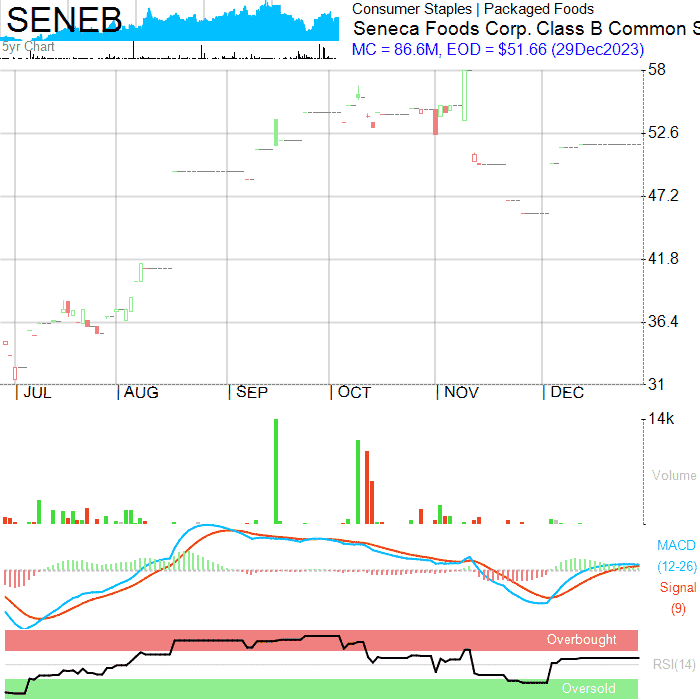 SENEB
5yr Chart
Consumer Staples | Packaged Foods
Seneca Foods Corp. Class B Common S
MC = 86.6M, EOD = $51.66 (29Dec2023)
58
52.6
47.2
41.8
36.4
31
JUL AUG SEP OCT NOV DEC
14k
Volume
MACD
(12-26)
Signal
(9)
Overbought
RSI(14)
Oversold